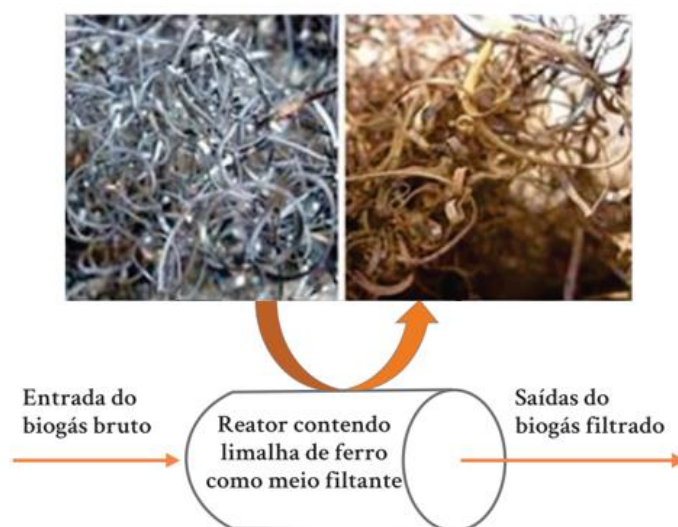 Entrada do
biogás bruto
Reator contendo
limalha de ferro
como meio filtante
Saídas do
biogás filtrado